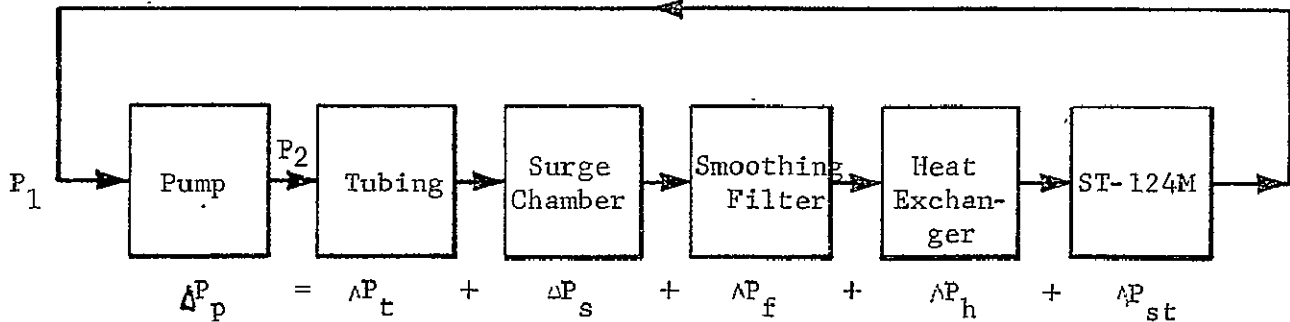 P1
Pump
P2
Tubing
Surge
Chamber
Smoothing
Filter
Heat
Exchan-
ger
ST-124M
ΔPp = ΔPt + ΔPs + ΔPf + ΔPh + ΔPst